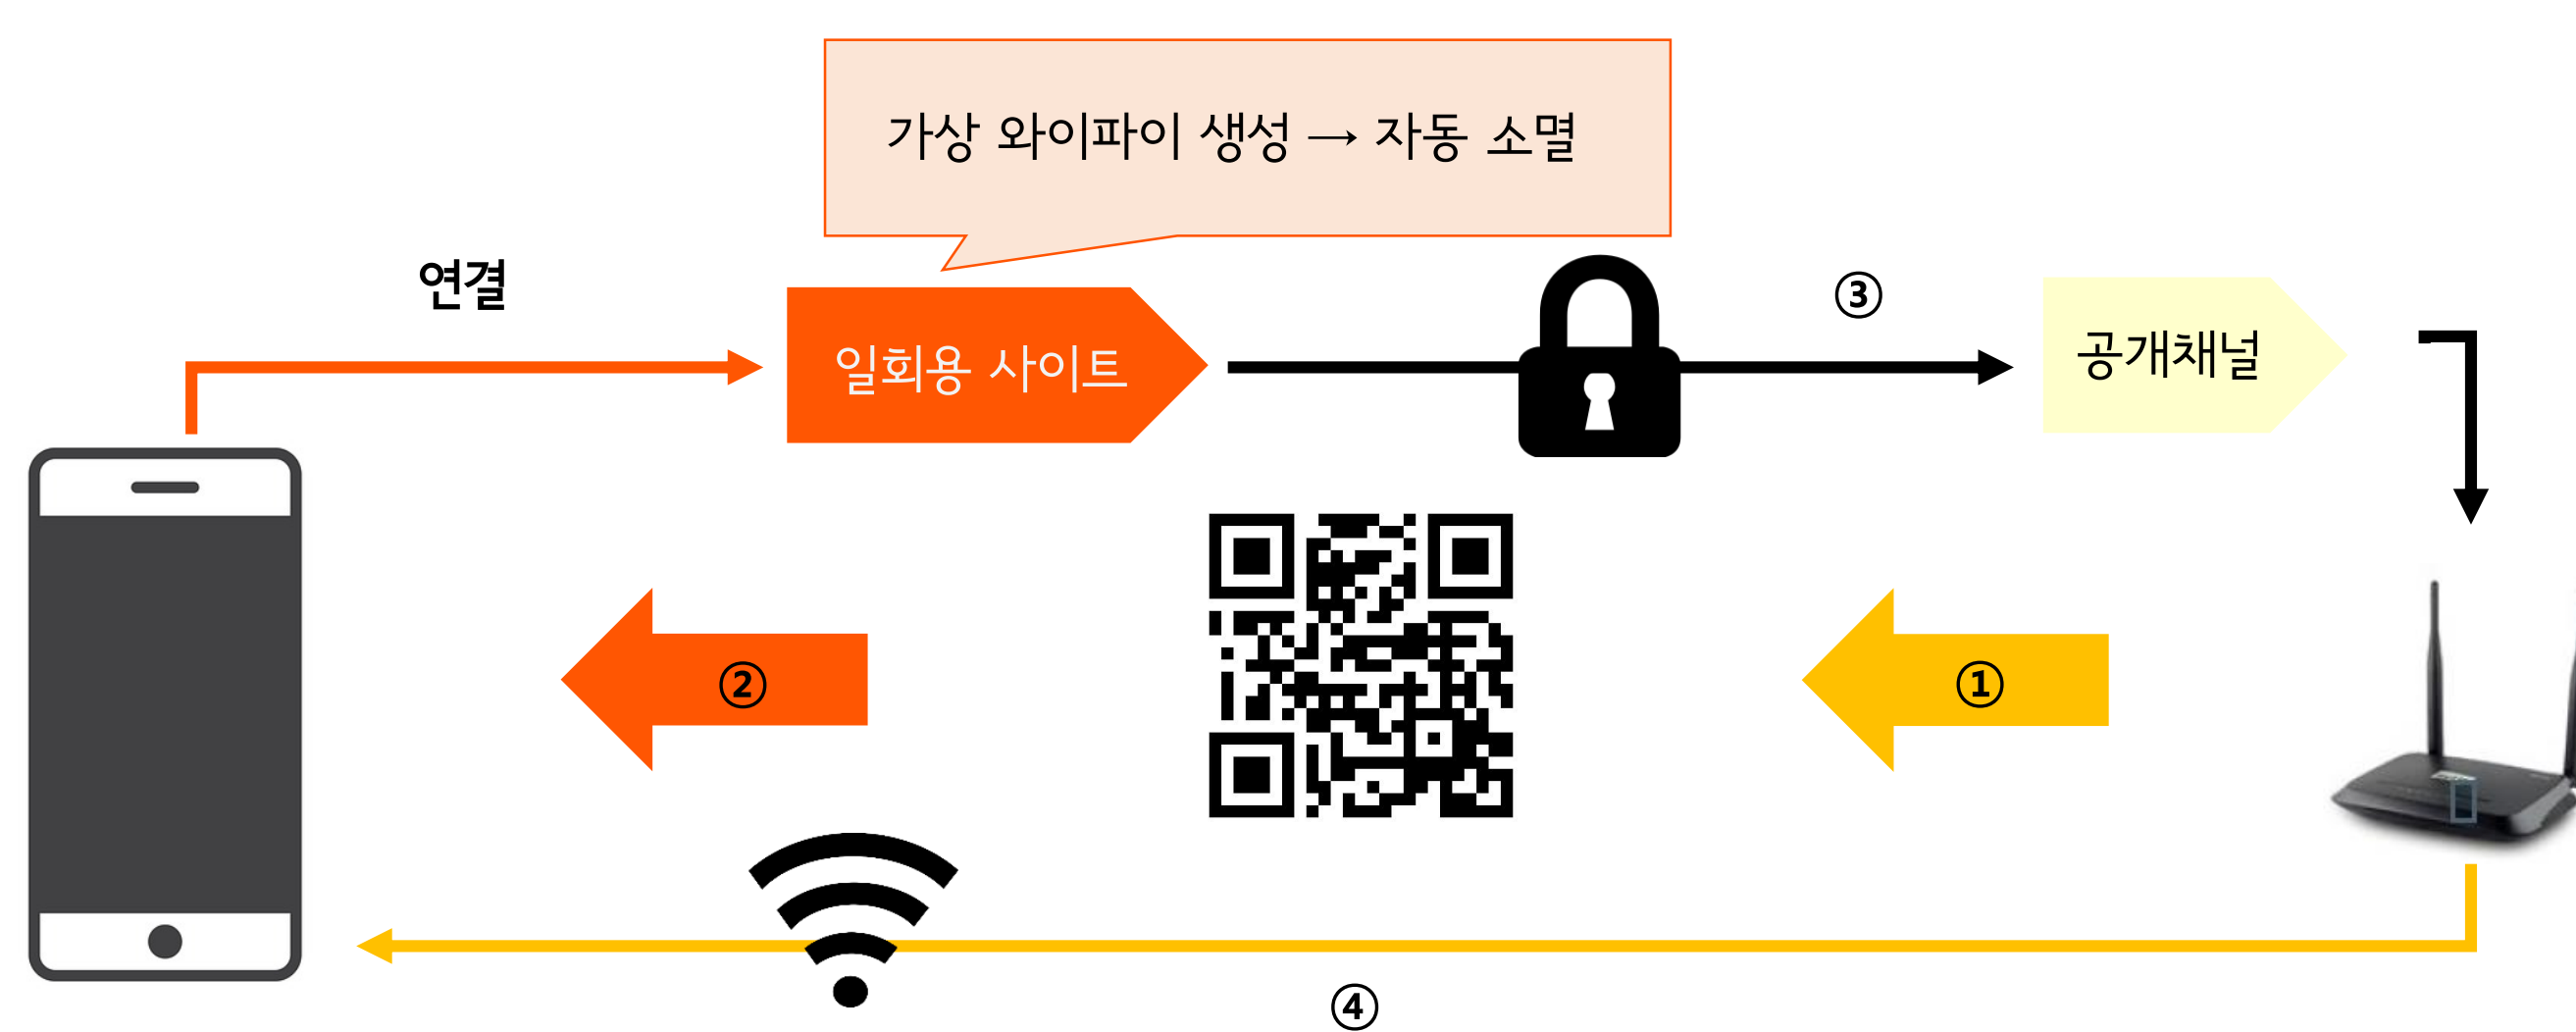 가상 와이파이 생성 → 자동 소멸
연결
③
일회용 사이트
공개채널
②
①
④